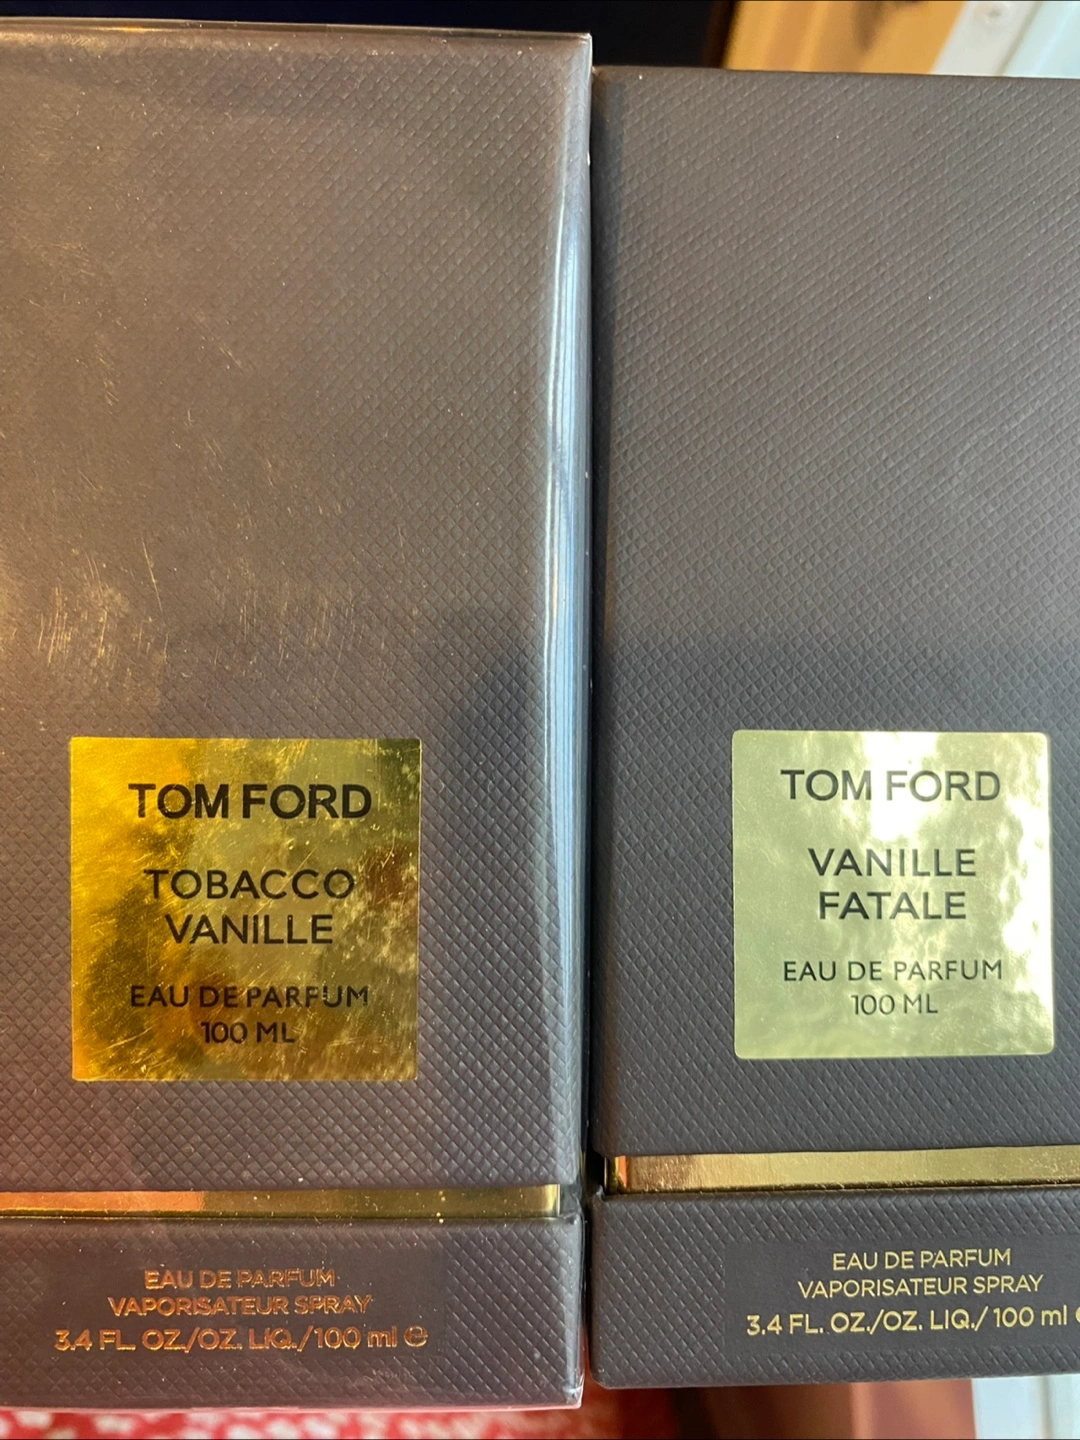 TOM FORD
TOBACCO
VANILLE
EAU DE PARFUM
100 ML
EAU DE PARFUM
VAPORISATEUR SPRAY
3.4 FL. OZ./OZ. LIQ./100 ml ℮
TOM FORD
VANILLE
FATALE
EAU DE PARFUM
100 ML
EAU DE PARFUM
VAPORISATEUR SPRAY
3.4 FL. OZ./OZ. LIQ./ 100 ml ℮